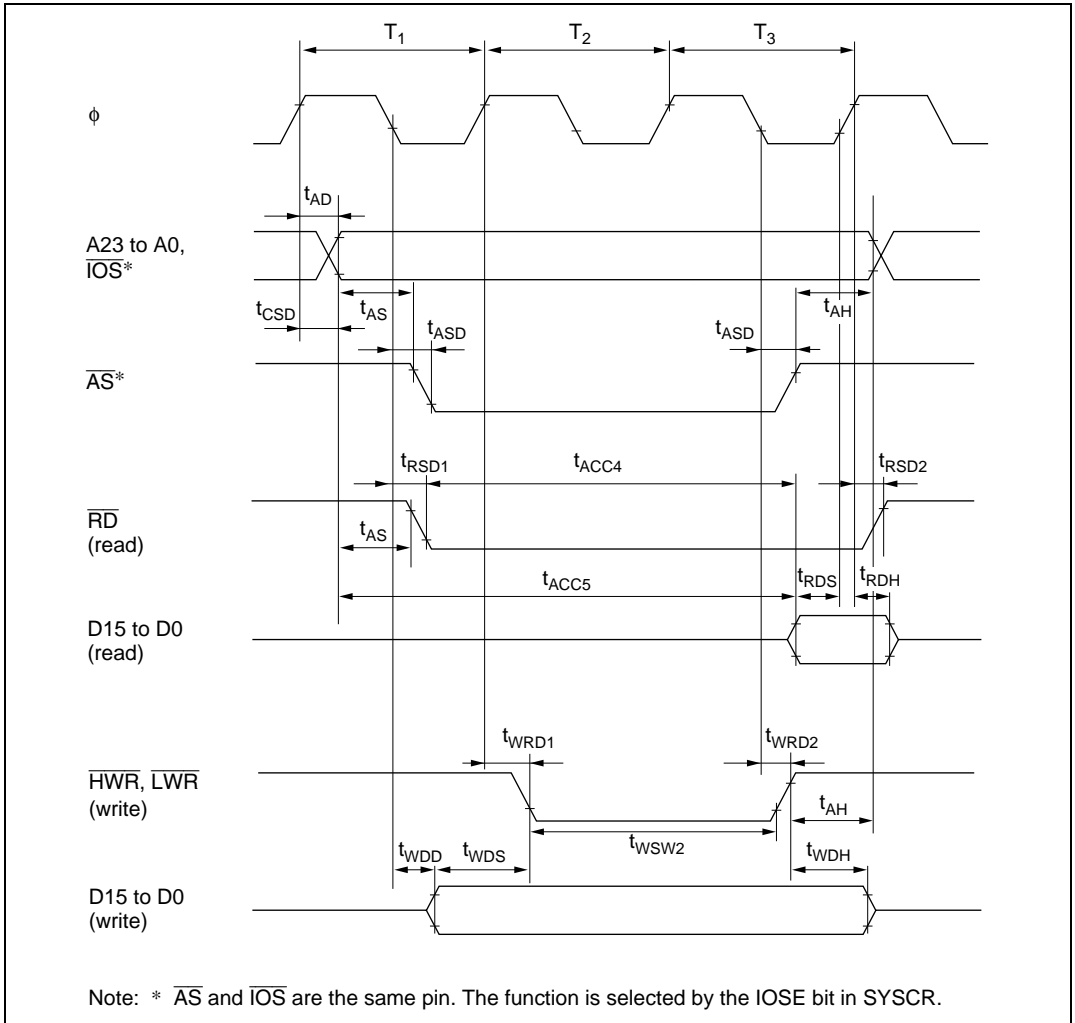 T1 T2 T3
ϕ
tAD
A23 to A0,
IOS*
tCSD tAS tASD tASD tAH
AS*
tRSD1 tACC4 tRSD2
RD
(read)
tAS
tACC5 tRDS tRDH
D15 to D0
(read)
tWRD1 tWRD2
HWR, LWR
(write)
tAH
tWSW2
tWDD tWDS tWDH
D15 to D0
(write)
Note: * AS and IOS are the same pin. The function is selected by the IOSE bit in SYSCR.